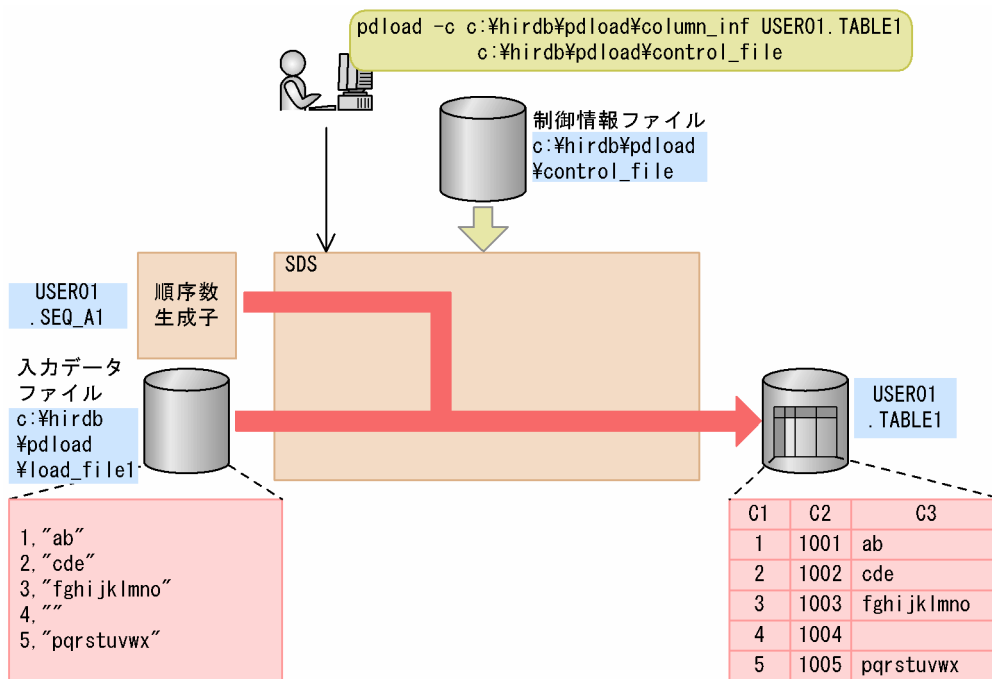 pdload -c c:¥hirdb¥pdload¥column_inf USER01.TABLE1
c:¥hirdb¥pdload¥control_file
制御情報ファイル
c:¥hirdb¥pdload
¥control_file
SDS
USER01
.SEQ_A1
順序数
生成子
入力データ
ファイル
c:¥hirdb
¥pdload
¥load_file1
USER01
.TABLE1
1,"ab"
2,"cde"
3,"fghijklmno"
4,""
5,"pqrstuvwx"
C1 C2 C3
1 1001 ab
2 1002 cde
3 1003 fghijklmno
4 1004
5 1005 pqrstuvwx